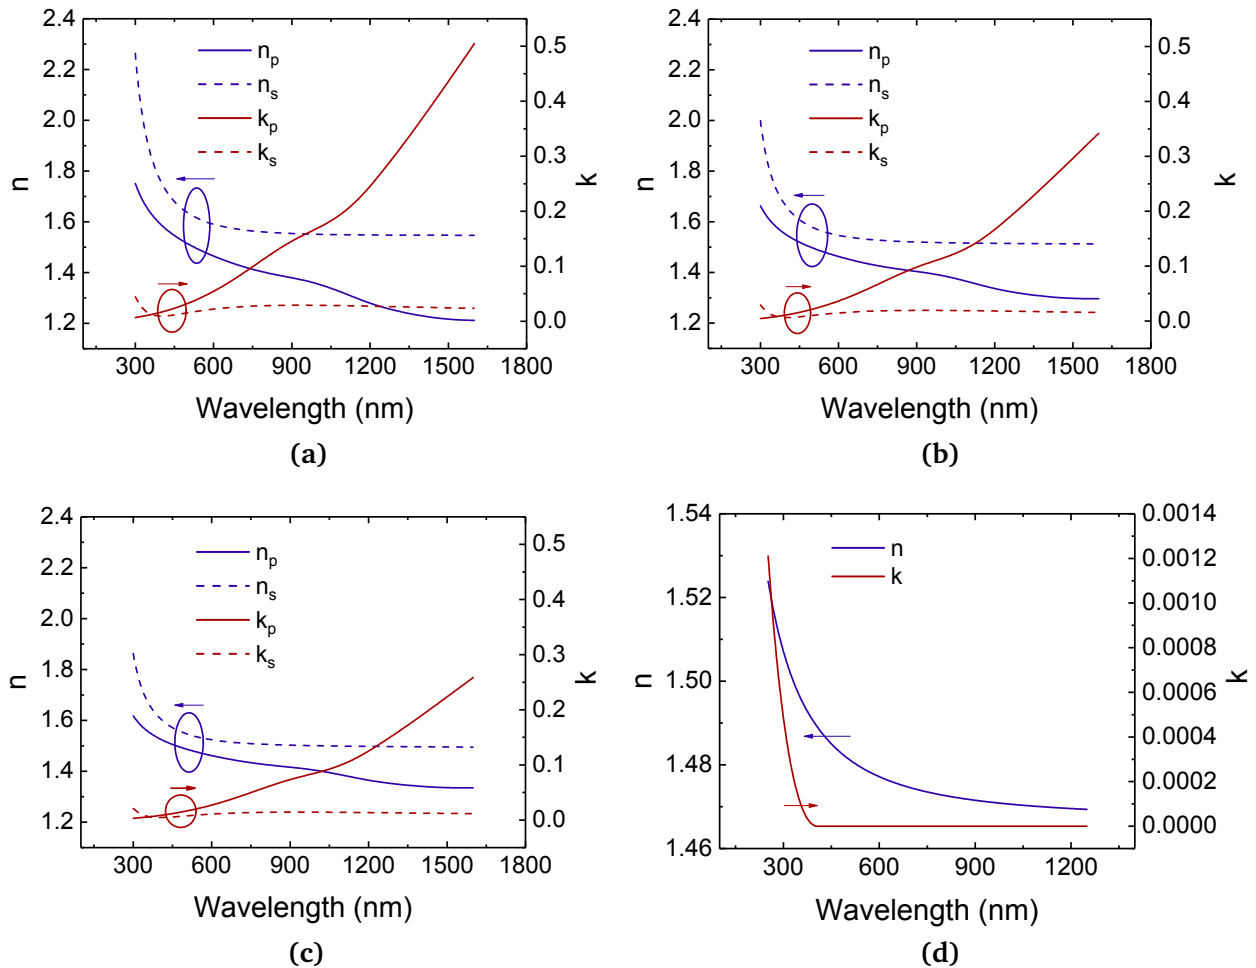 2.4
2.2
2.0
1.8
1.6
1.4
1.2
n
n_p
n_s
k_p
k_s
0.5
0.4
0.3
0.2
0.1
0.0
k
300 600 900 1200 1500 1800
Wavelength (nm)
(a)
2.4
2.2
2.0
1.8
1.6
1.4
1.2
n
n_p
n_s
k_p
k_s
0.5
0.4
0.3
0.2
0.1
0.0
k
300 600 900 1200 1500 1800
Wavelength (nm)
(b)
2.4
2.2
2.0
1.8
1.6
1.4
1.2
n
n_p
n_s
k_p
k_s
0.5
0.4
0.3
0.2
0.1
0.0
k
300 600 900 1200 1500 1800
Wavelength (nm)
(c)
1.54
1.52
1.50
1.48
1.46
n
n
k
0.0014
0.0012
0.0010
0.0008
0.0006
0.0004
0.0002
0.0000
k
300 600 900 1200
Wavelength (nm)
(d)